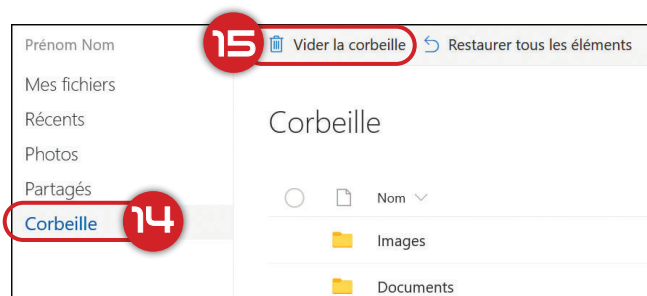 Prénom Nom
Mes fichiers
Récents
Photos
Partagés
Corbeille
14
15
Vider la corbeille
Restaurer tous les éléments
Corbeille
Nom
Images
Documents